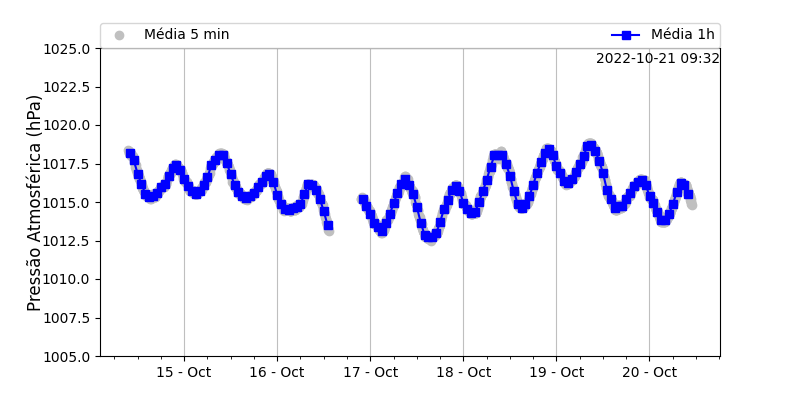 Média 5 min
Média 1h
2022-10-21 09:32
Pressão Atmosférica (hPa)
1025.0
1022.5
1020.0
1017.5
1015.0
1012.5
1010.0
1007.5
1005.0
15 - Oct
16 - Oct
17 - Oct
18 - Oct
19 - Oct
20 - Oct